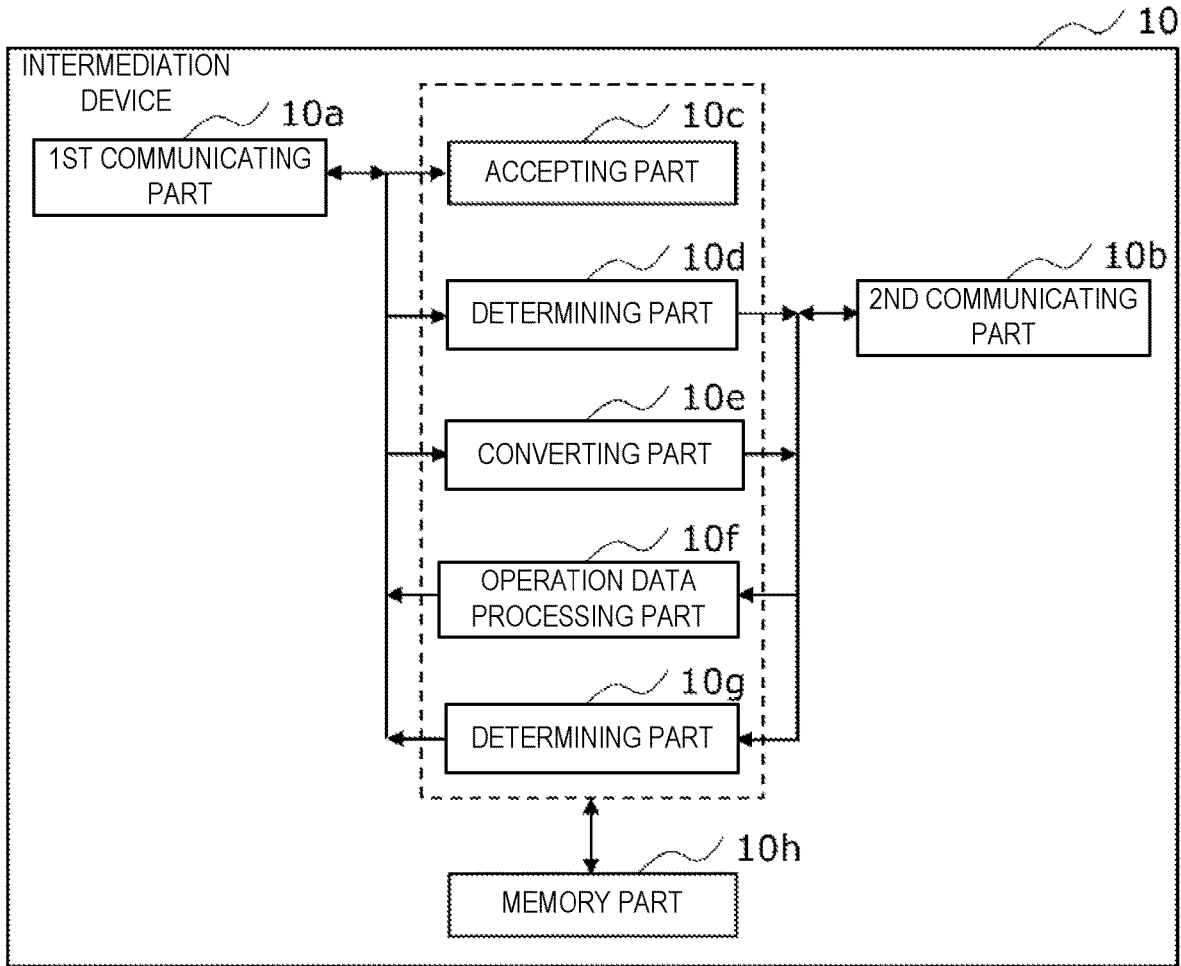 10
INTERMEDIATION
DEVICE
10a
1ST COMMUNICATING
PART
10c
ACCEPTING PART
10d
DETERMINING PART
10b
2ND COMMUNICATING
PART
10e
CONVERTING PART
10f
OPERATION DATA
PROCESSING PART
10g
DETERMINING PART
10h
MEMORY PART